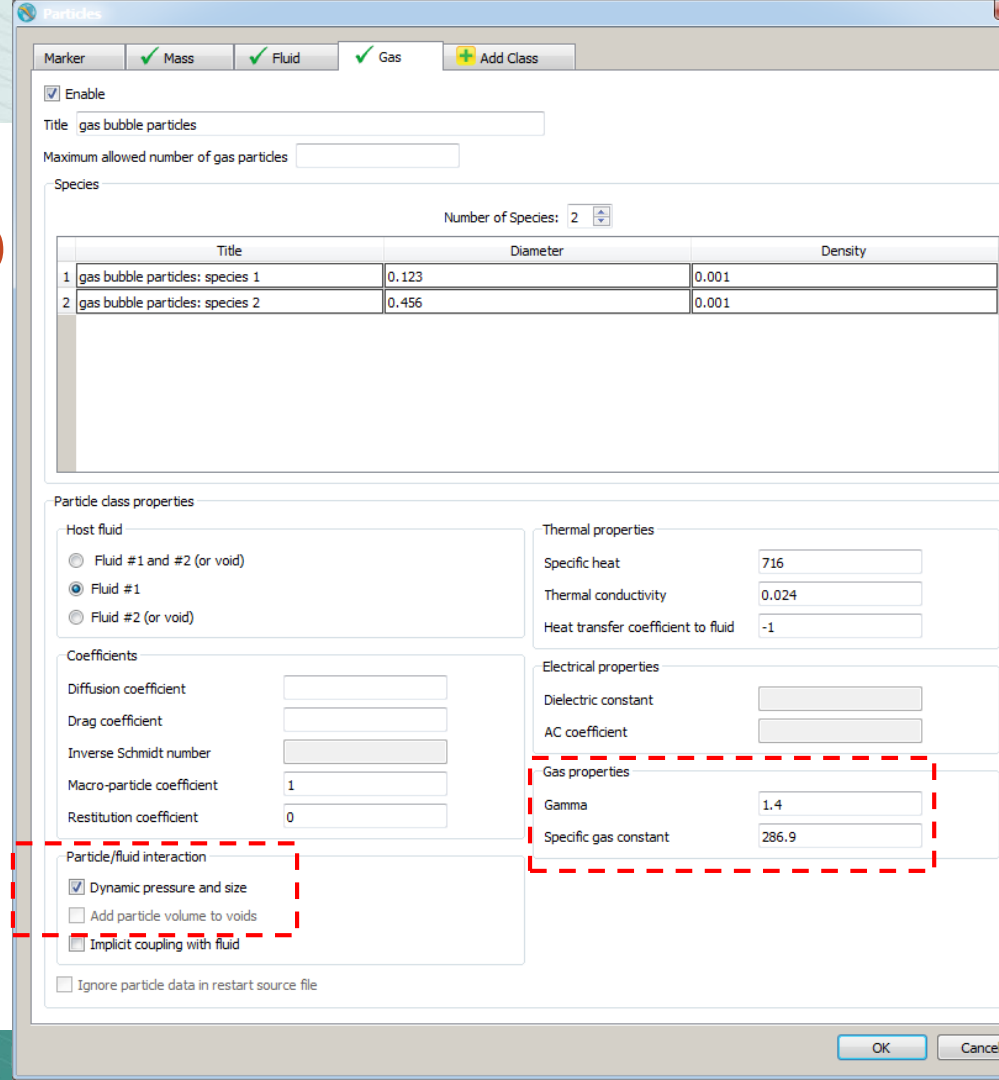 Particles
Marker Mass Fluid Gas Add Class
Enable
Title gas bubble particles
Maximum allowed number of gas particles
Species
Number of Species: 2
Title Diameter Density
1 gas bubble particles: species 1 0.123 0.001
2 gas bubble particles: species 2 0.456 0.001
Particle class properties
Host fluid
Fluid #1 and #2 (or void)
Fluid #1
Fluid #2 (or void)
Coefficients
Diffusion coefficient
Drag coefficient
Inverse Schmidt number
Macro-particle coefficient 1
Restitution coefficient 0
Particle/fluid interaction
Dynamic pressure and size
Add particle volume to voids
Implicit coupling with fluid
Ignore particle data in restart source file
Thermal properties
Specific heat 716
Thermal conductivity 0.024
Heat transfer coefficient to fluid -1
Electrical properties
Dielectric constant
AC coefficient
Gas properties
Gamma 1.4
Specific gas constant 286.9
OK Cancel